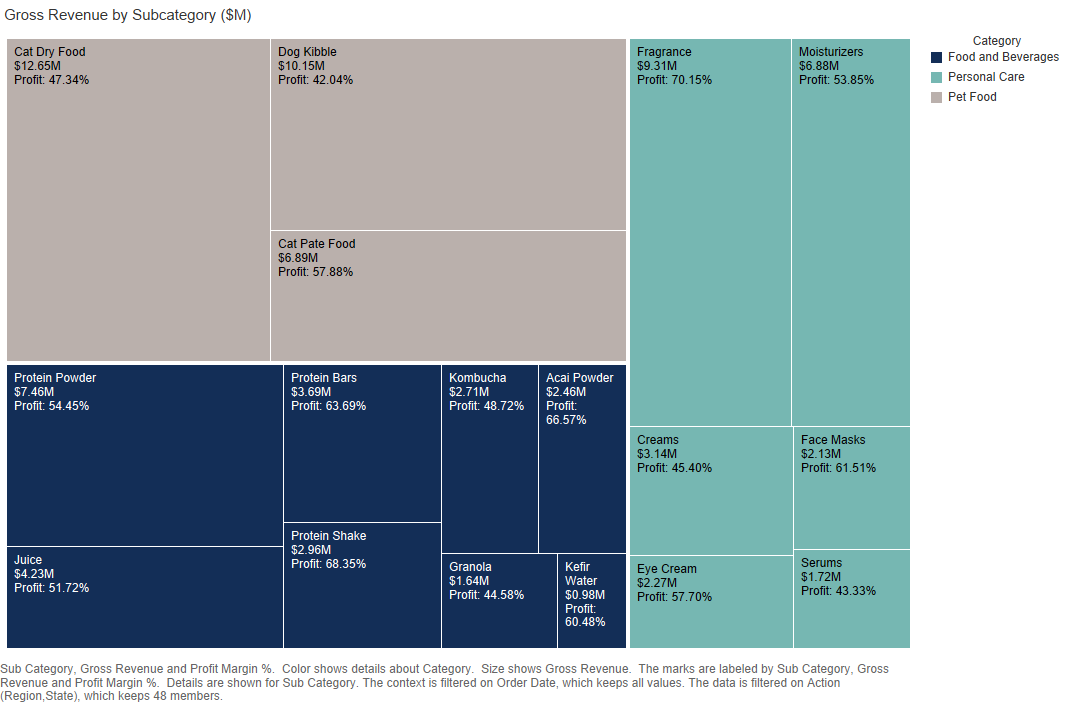 Gross Revenue by Subcategory ($M)
Cat Dry Food
$12.65M
Profit: 47.34%
Dog Kibble
$10.15M
Profit: 42.04%
Cat Pate Food
$6.89M
Profit: 57.88%
Fragrance
$9.31M
Profit: 70.15%
Moisturizers
$6.88M
Profit: 53.85%
Category
Food and Beverages
Personal Care
Pet Food
Protein Powder
$7.46M
Profit: 54.45%
Juice
$4.23M
Profit: 51.72%
Protein Bars
$3.69M
Profit: 63.69%
Protein Shake
$2.96M
Profit: 68.35%
Kombucha
$2.71M
Profit: 48.72%
Acai Powder
$2.46M
Profit:
66.57%
Granola
$1.64M
Profit: 44.58%
Kefir
Water
$0.98M
Profit:
60.48%
Creams
$3.14M
Profit: 45.40%
Face Masks
$2.13M
Profit: 61.51%
Eye Cream
$2.27M
Profit: 57.70%
Serums
$1.72M
Profit: 43.33%
Sub Category, Gross Revenue and Profit Margin %.  Color shows details about Category.  Size shows Gross Revenue.  The marks are labeled by Sub Category, Gross
Revenue and Profit Margin %.  Details are shown for Sub Category. The context is filtered on Order Date, which keeps all values. The data is filtered on Action
(Region,State), which keeps 48 members.